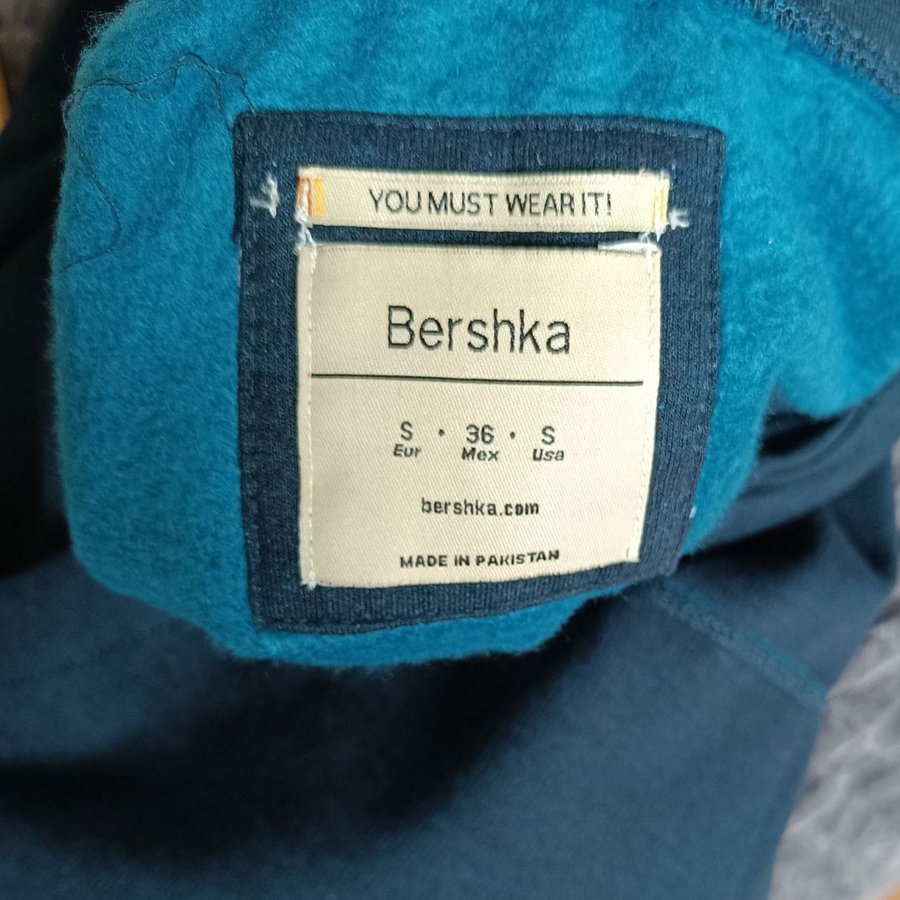 YOU MUST WEAR IT!
Bershka
S • 36 • S
Eur Mex Usa
bershka.com
MADE IN PAKISTAN